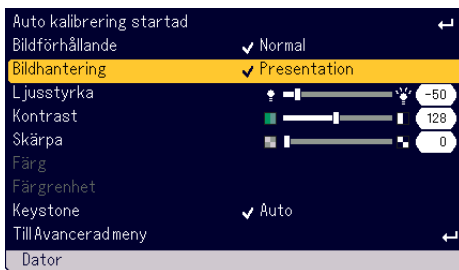 Auto kalibrering startad
Bildförhållande Normal
Bildhantering Presentation
Ljusstyrka -50
Kontrast 128
Skärpa 0
Färg
Färgrenhet
Keystone Auto
Till Avancerad meny
Dator